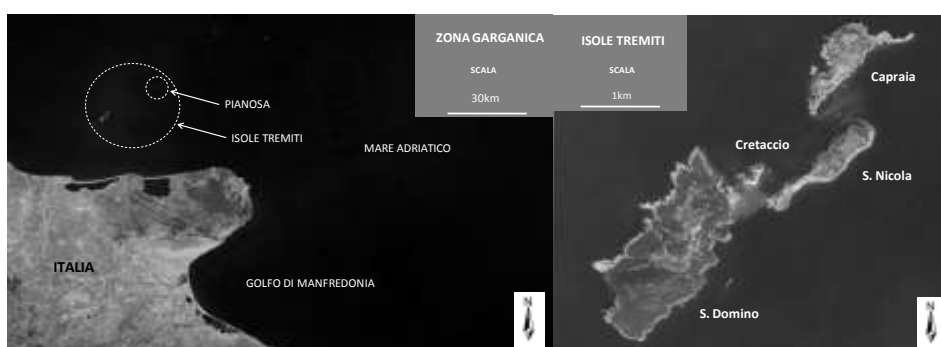 ZONA GARGANICA
SCALA
30km
PIANOSA
ISOLE TREMITI
MARE ADRIATICO
ITALIA
GOLFO DI MANFREDONIA
N
ISOLE TREMITI
SCALA
1km
Capraia
Cretaccio
S. Nicola
S. Domino
N